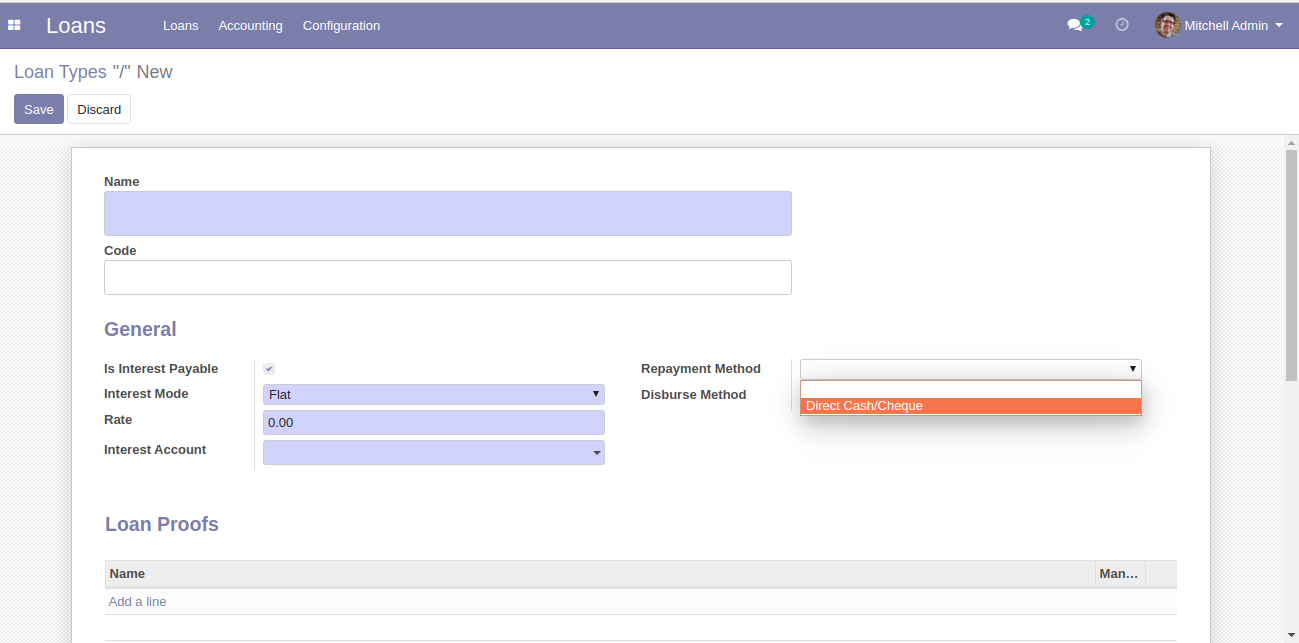 Loans Loans Accounting Configuration 2 Mitchell Admin
Loan Types "/" New
Save Discard
Name
Code
General
Is Interest Payable
Interest Mode Flat
Rate 0.00
Interest Account
Repayment Method
Disburse Method
Direct Cash/Cheque
Loan Proofs
Name Man...
Add a line